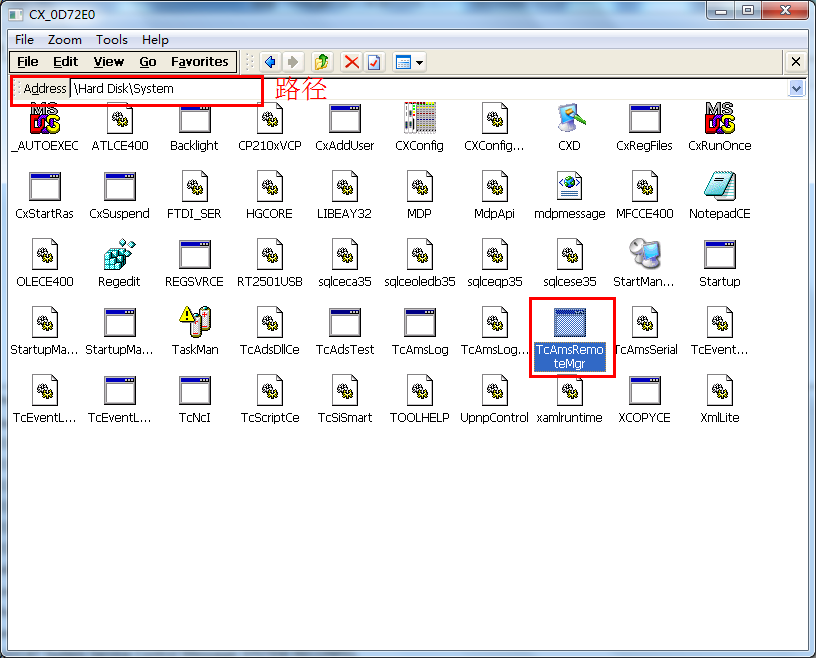 CX_0D72E0
File Zoom Tools Help
File Edit View Go Favorites
Address \Hard Disk\System 路径
_AUTOEXEC ATLCE400 Backlight CP210xVCP CxAddUser CXConfig CXConfig... CXD CxRegFiles CxRunOnce
CxStartRas CxSuspend FTDI_SER HGCORE LIBEAY32 MDP MdpApi mdpmessage MFCCE400 NotepadCE
OLECE400 Regedit REGSVRCE RT2501USB sqlceca35 sqlceoledb35 sqlceqp35 sqlcese35 StartMan... Startup
StartupMa... StartupMa... TaskMan TcAdsDllCe TcAdsTest TcAmsLog TcAmsLog... TcAmsRemo
teMgr TcAmsSerial TcEvent...
TcEventL... TcEventL... TcNcI TcScriptCe TcSiSmart TOOLHELP UpnpControl xamlruntime XCOPYCE XmlLite